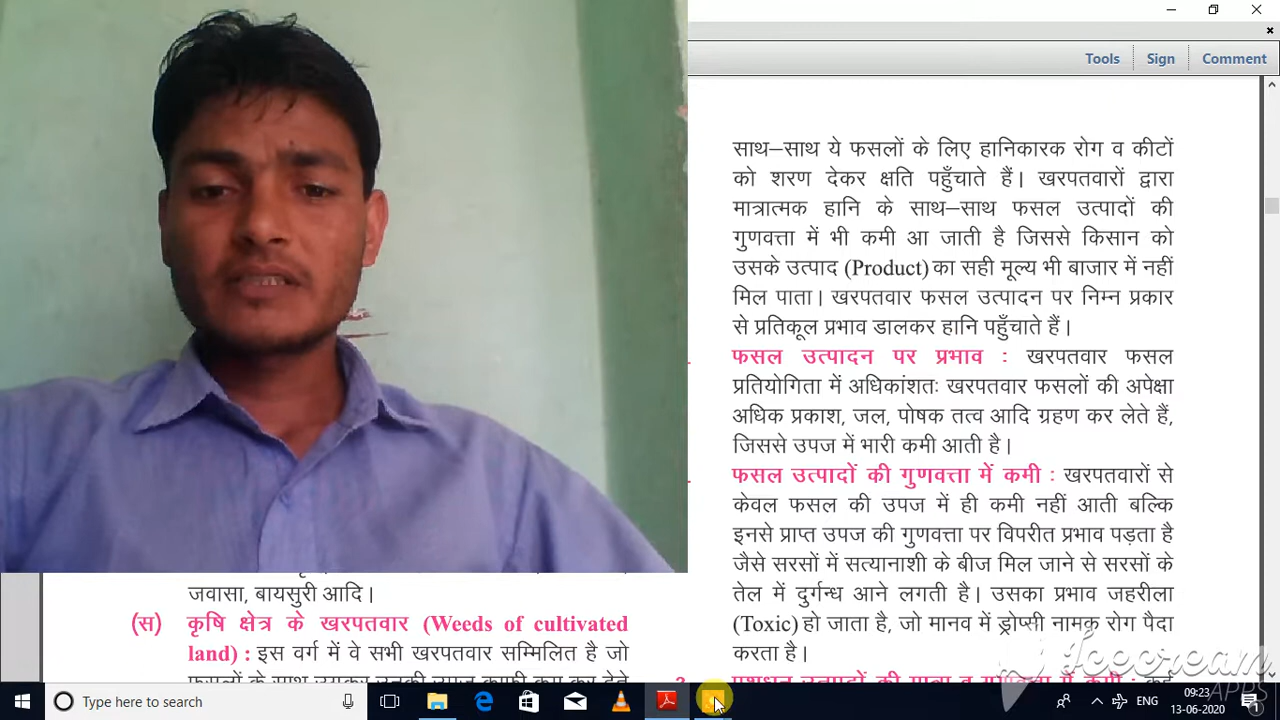 Tools Sign Comment
साथ–साथ ये फसलों के लिए हानिकारक रोग व कीटों
को शरण देकर क्षति पहुँचाते हैं। खरपतवारों द्वारा
मात्रात्मक हानि के साथ–साथ फसल उत्पादों की
गुणवत्ता में भी कमी आ जाती है जिससे किसान को
उसके उत्पाद (Product) का सही मूल्य भी बाजार में नहीं
मिल पाता। खरपतवार फसल उत्पादन पर निम्न प्रकार
से प्रतिकूल प्रभाव डालकर हानि पहुँचाते हैं।
फसल उत्पादन पर प्रभाव : खरपतवार फसल
प्रतियोगिता में अधिकांशतः खरपतवार फसलों की अपेक्षा
अधिक प्रकाश, जल, पोषक तत्व आदि ग्रहण कर लेते हैं,
जिससे उपज में भारी कमी आती है।
फसल उत्पादों की गुणवत्ता में कमी : खरपतवारों से
केवल फसल की उपज में ही कमी नहीं आती बल्कि
इनसे प्राप्त उपज की गुणवत्ता पर विपरीत प्रभाव पड़ता है
जैसे सरसों में सत्यानाशी के बीज मिल जाने से सरसों के
तेल में दुर्गन्ध आने लगती है। उसका प्रभाव जहरीला
(Toxic) हो जाता है, जो मानव में ड्रोप्सी नामक रोग पैदा
करता है।
जवासा, बायसुरी आदि।
(स) कृषि क्षेत्र के खरपतवार (Weeds of cultivated
land) : इस वर्ग में वे सभी खरपतवार सम्मिलित है जो
Icecream
APPS
Type here to search
ENG
09:23
13-06-2020